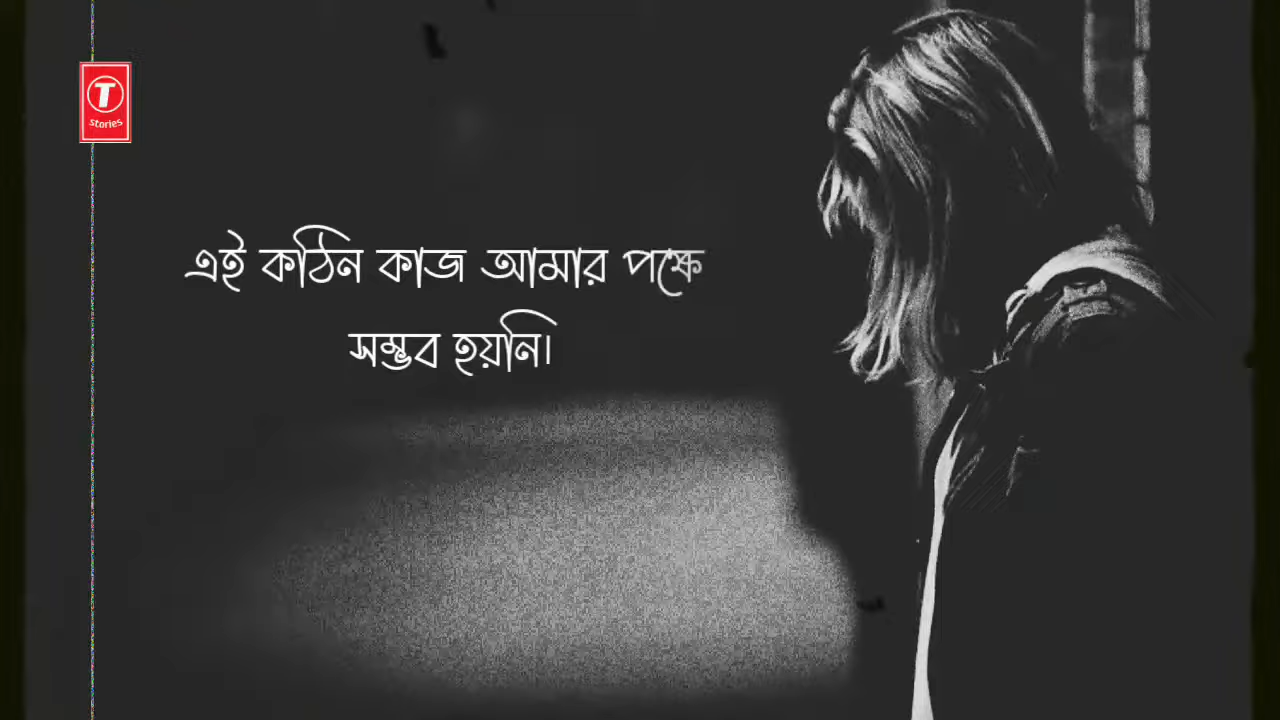 T
stories
এই কঠিন কাজ আমার পক্ষে
সম্ভব হয়নি।